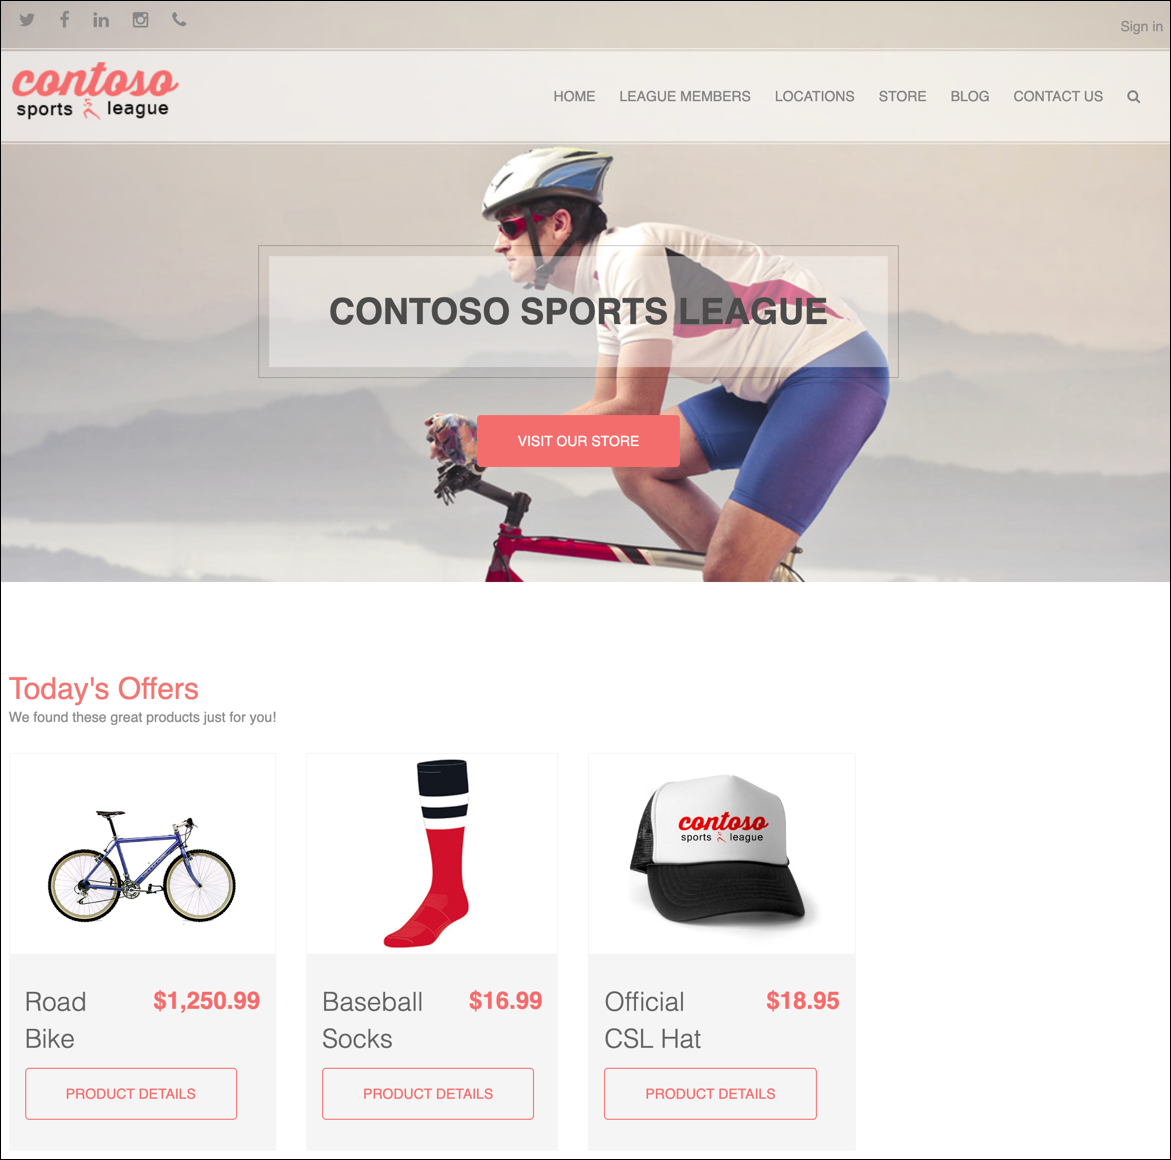 Sign in
contoso
sports league
HOME LEAGUE MEMBERS LOCATIONS STORE BLOG CONTACT US
CONTOSO SPORTS LEAGUE
VISIT OUR STORE
Today's Offers
We found these great products just for you!
contoso
sports league
Road Bike
$1,250.99
PRODUCT DETAILS
Baseball Socks
$16.99
PRODUCT DETAILS
Official CSL Hat
$18.95
PRODUCT DETAILS